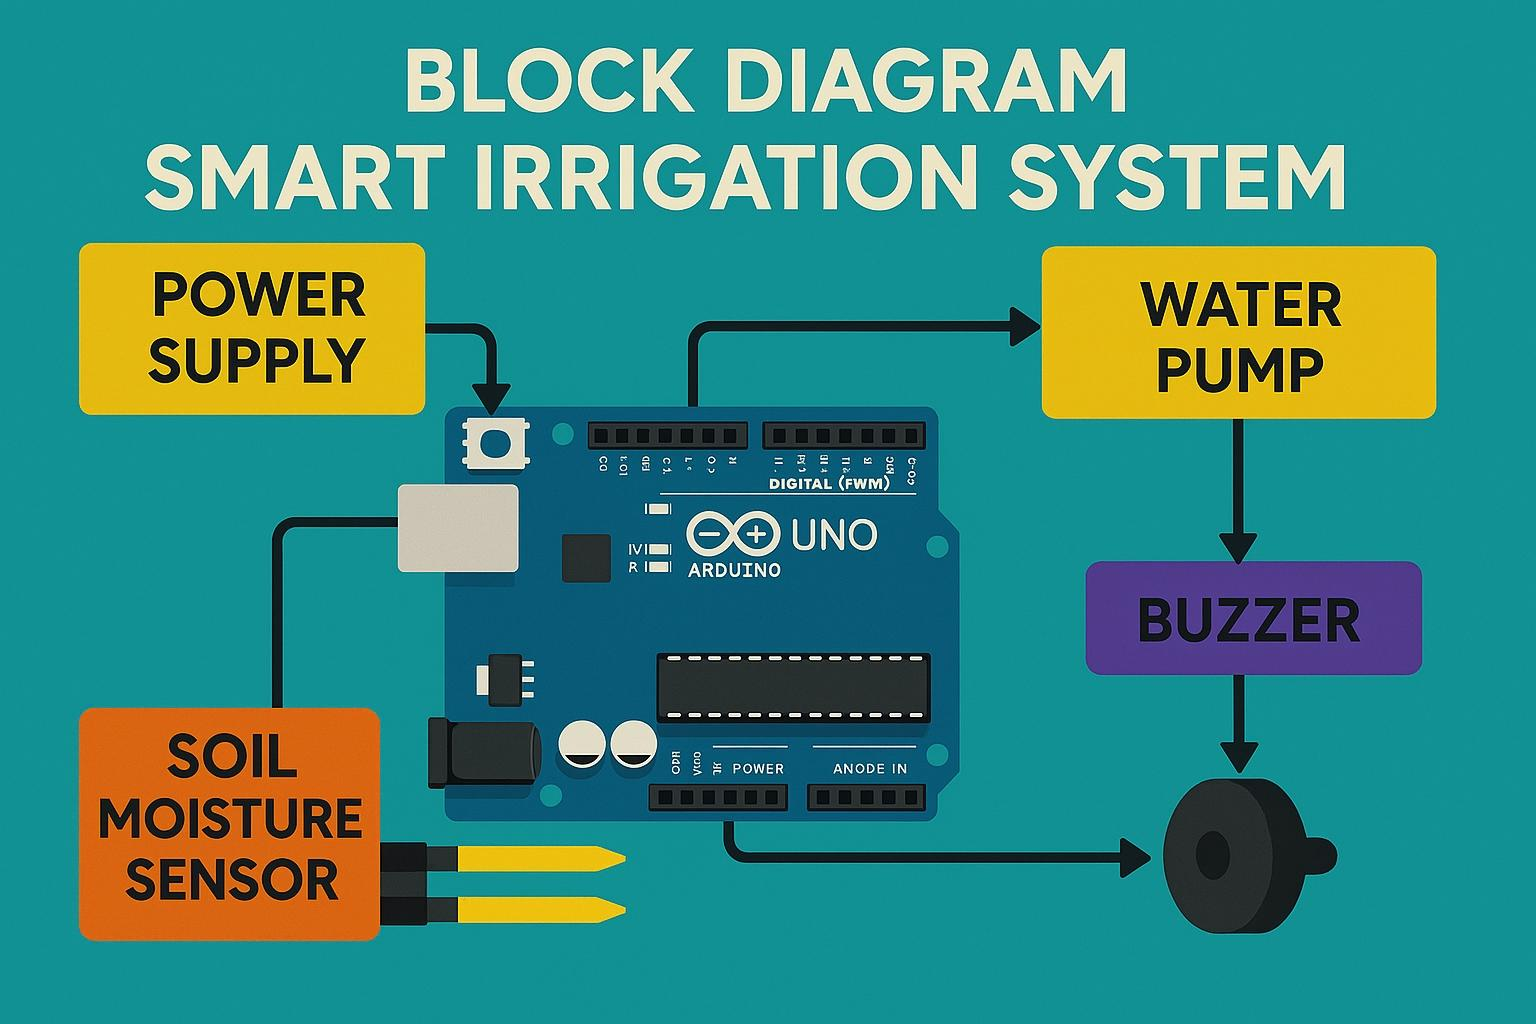 BLOCK DIAGRAM
SMART IRRIGATION SYSTEM
POWER
SUPPLY
WATER
PUMP
DIGITAL (FWM)
UNO
ARDUINO
IV
R
BUZZER
SOIL
MOISTURE
SENSOR
POWER
ANODE IN